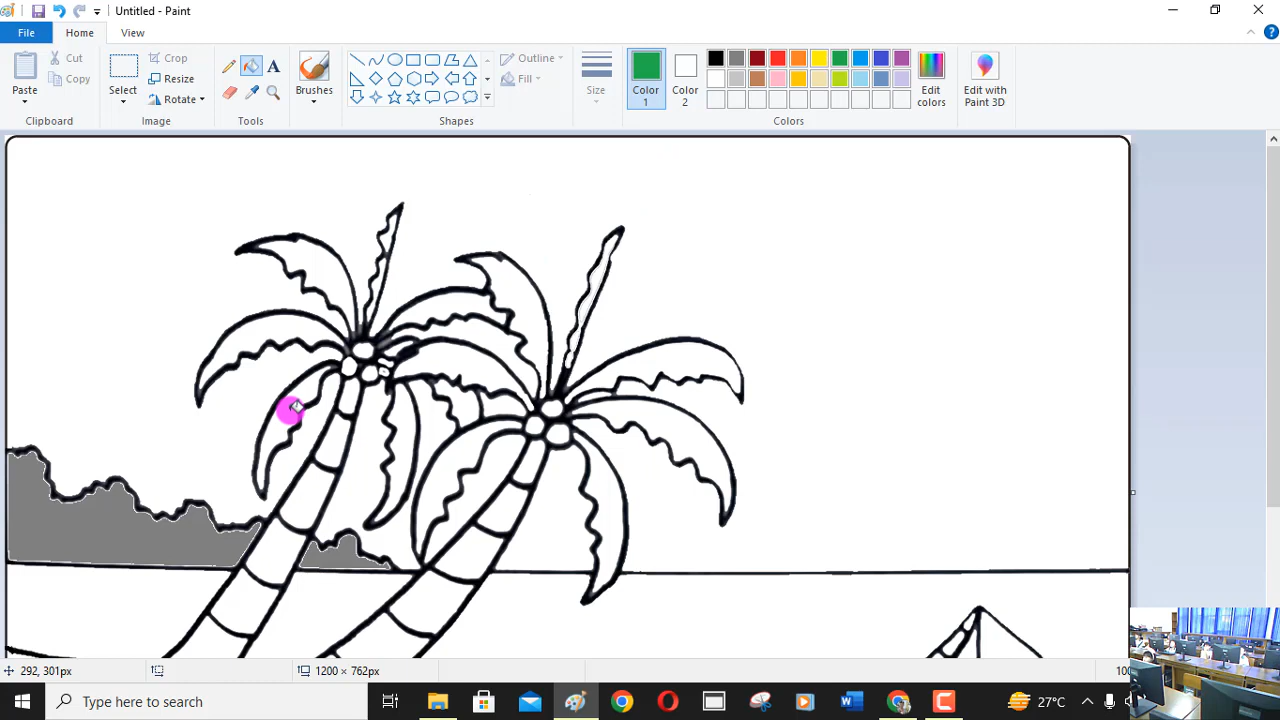 Untitled - Paint
File
Home
View
Paste
Cut
Copy
Clipboard
Select
Crop
Resize
Rotate
Image
A
Tools
Brushes
Outline
Fill
Shapes
Size
Color 1
Color 2
Edit colors
Edit with Paint 3D
Colors
292, 301px
1200 × 762px
100
Type here to search
27°C